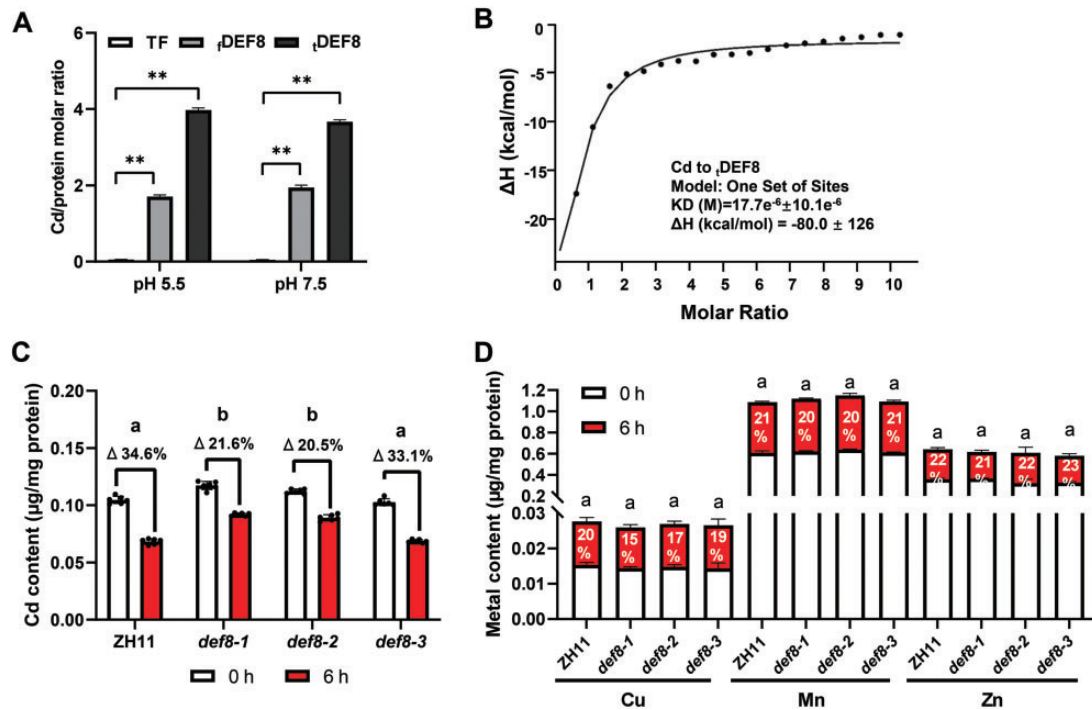 A
TF fDEF8 tDEF8
Cd/protein molar ratio
6
4
2
0
**
**
**
**
pH 5.5 pH 7.5
B
ΔH (kcal/mol)
0
-5
-10
-15
-20
Cd to tDEF8
Model: One Set of Sites
KD (M)=17.7e-6±10.1e-6
ΔH (kcal/mol) = -80.0 ± 126
0 1 2 3 4 5 6 7 8 9 10
Molar Ratio
C
Cd content (µg/mg protein)
0.20
0.15
0.10
0.05
0.00
a b b a
Δ 34.6% Δ 21.6% Δ 20.5% Δ 33.1%
ZH11 def8-1 def8-2 def8-3
0 h 6 h
D
0 h
6 h
Metal content (µg/mg protein)
1.2
1.0
0.8
0.6
0.4
0.2
0.03
0.02
0.01
0.00
a a a a a a a a a a a a
20 % 15 % 17 % 19 %
21 % 20 % 20 % 21 %
22 % 21 % 22 % 23 %
ZH11 def8-1 def8-2 def8-3 ZH11 def8-1 def8-2 def8-3 ZH11 def8-1 def8-2 def8-3
Cu Mn Zn